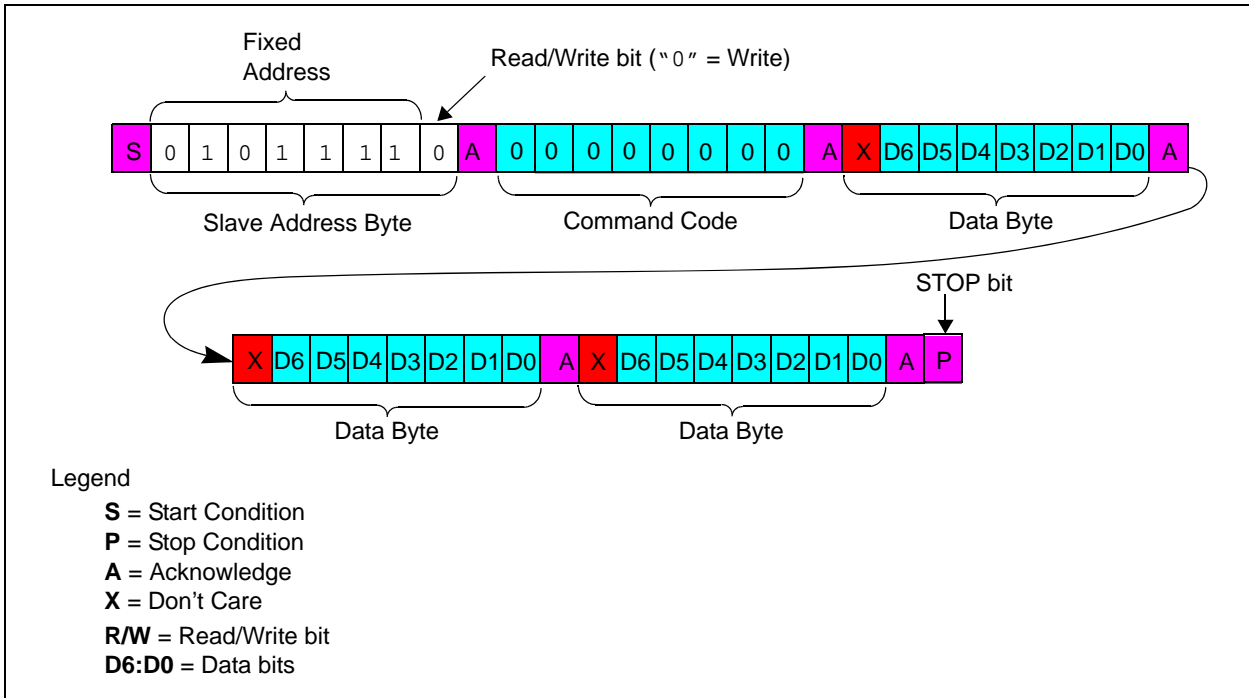 Fixed
Address
Read/Write bit ("0" = Write)
S 0 1 0 1 1 1 1 0 A 0 0 0 0 0 0 0 0 A X D6 D5 D4 D3 D2 D1 D0 A
Slave Address Byte Command Code Data Byte
STOP bit
X D6 D5 D4 D3 D2 D1 D0 A X D6 D5 D4 D3 D2 D1 D0 A P
Data Byte Data Byte
Legend
S = Start Condition
P = Stop Condition
A = Acknowledge
X = Don't Care
R/W = Read/Write bit
D6:D0 = Data bits